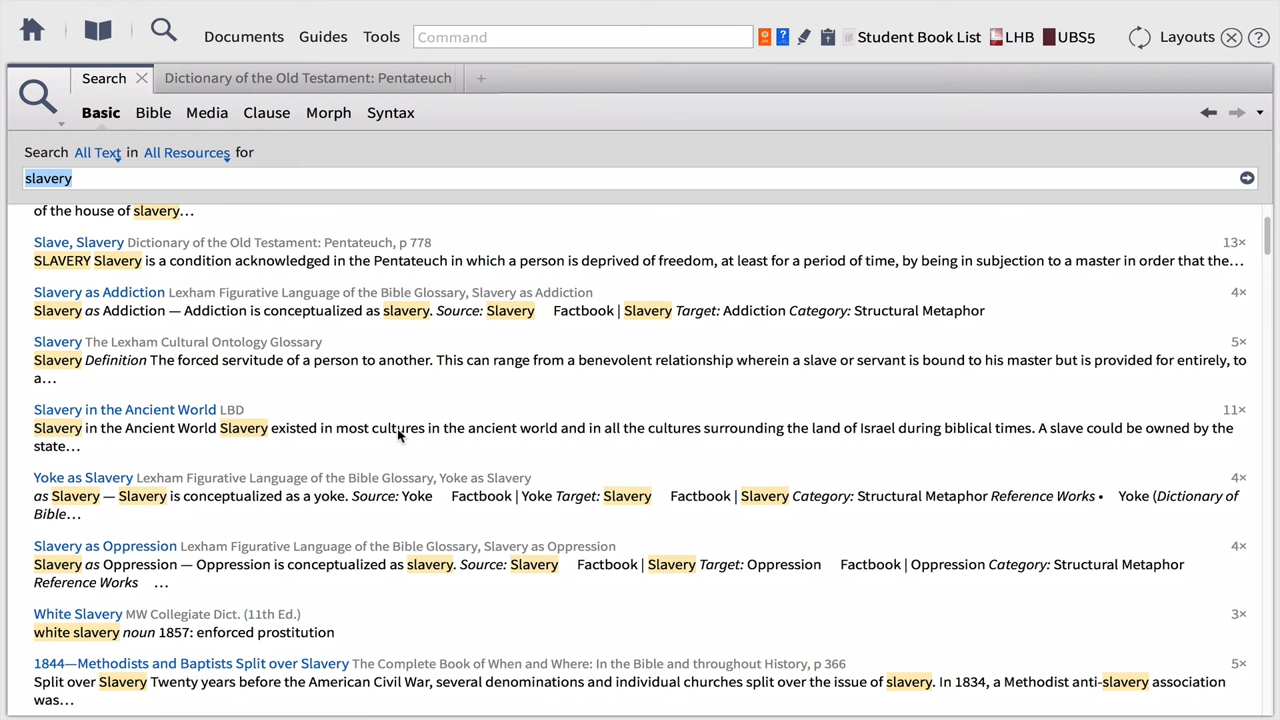 Documents Guides Tools Command Student Book List LHB UBS5 Layouts
Search Dictionary of the Old Testament: Pentateuch
Basic Bible Media Clause Morph Syntax
Search All Text in All Resources for
slavery
of the house of slavery…
Slave, Slavery Dictionary of the Old Testament: Pentateuch, p 778 13×
SLAVERY Slavery is a condition acknowledged in the Pentateuch in which a person is deprived of freedom, at least for a period of time, by being in subjection to a master in order that the…
Slavery as Addiction Lexham Figurative Language of the Bible Glossary, Slavery as Addiction 4×
Slavery as Addiction — Addiction is conceptualized as slavery. Source: Slavery Factbook | Slavery Target: Addiction Category: Structural Metaphor
Slavery The Lexham Cultural Ontology Glossary 5×
Slavery Definition The forced servitude of a person to another. This can range from a benevolent relationship wherein a slave or servant is bound to his master but is provided for entirely, to
a…
Slavery in the Ancient World LBD 11×
Slavery in the Ancient World Slavery existed in most cultures in the ancient world and in all the cultures surrounding the land of Israel during biblical times. A slave could be owned by the
state…
Yoke as Slavery Lexham Figurative Language of the Bible Glossary, Yoke as Slavery 4×
as Slavery — Slavery is conceptualized as a yoke. Source: Yoke Factbook | Yoke Target: Slavery Factbook | Slavery Category: Structural Metaphor Reference Works • Yoke (Dictionary of
Bible…
Slavery as Oppression Lexham Figurative Language of the Bible Glossary, Slavery as Oppression 4×
Slavery as Oppression — Oppression is conceptualized as slavery. Source: Slavery Factbook | Slavery Target: Oppression Factbook | Oppression Category: Structural Metaphor
Reference Works …
White Slavery MW Collegiate Dict. (11th Ed.) 3×
white slavery noun 1857: enforced prostitution
1844—Methodists and Baptists Split over Slavery The Complete Book of When and Where: In the Bible and throughout History, p 366 5×
Split over Slavery Twenty years before the American Civil War, several denominations and individual churches split over the issue of slavery. In 1834, a Methodist anti-slavery association
was…